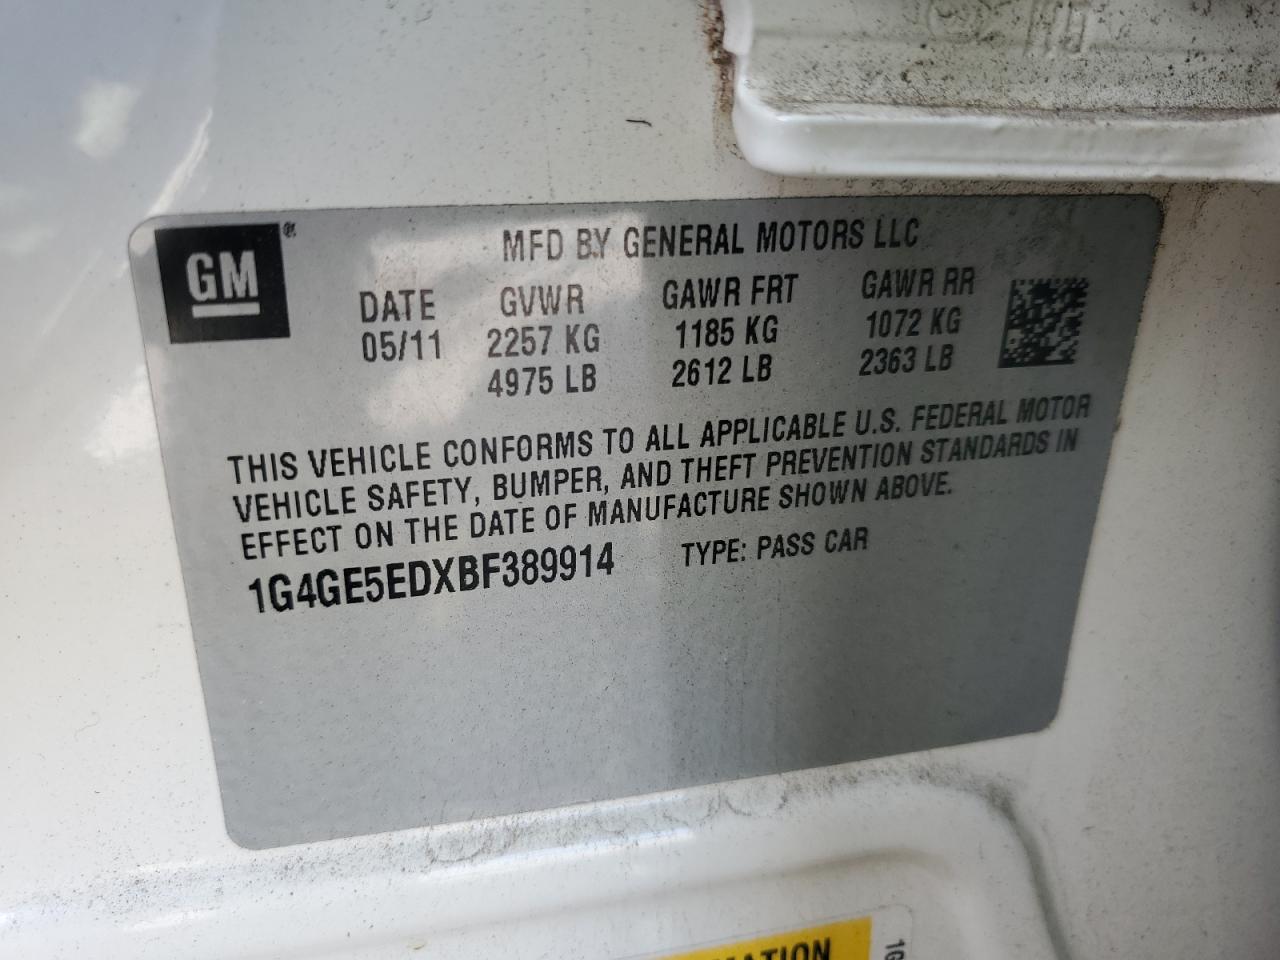 GM®
MFD BY GENERAL MOTORS LLC
DATE GVWR GAWR FRT GAWR RR
05/11 2257 KG 1185 KG 1072 KG
4975 LB 2612 LB 2363 LB
THIS VEHICLE CONFORMS TO ALL APPLICABLE U.S. FEDERAL MOTOR
VEHICLE SAFETY, BUMPER, AND THEFT PREVENTION STANDARDS IN
EFFECT ON THE DATE OF MANUFACTURE SHOWN ABOVE.
1G4GE5EDXBF389914 TYPE: PASS CAR
MATION
1G